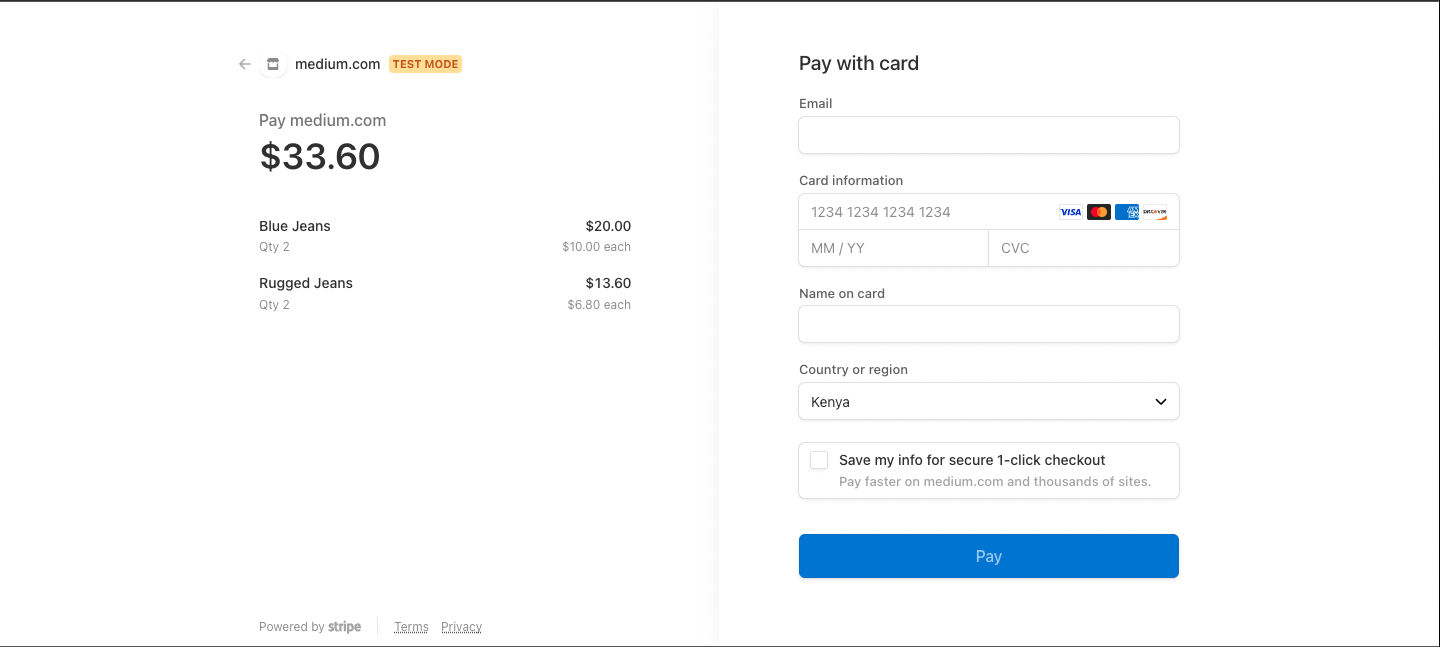 medium.com TEST MODE
Pay medium.com
$33.60
Blue Jeans $20.00
Qty 2 $10.00 each
Rugged Jeans $13.60
Qty 2 $6.80 each
Powered by stripe Terms Privacy
Pay with card
Email
Card information
1234 1234 1234 1234 VISA DISCOVER
MM / YY CVC
Name on card
Country or region
Kenya
Save my info for secure 1-click checkout
Pay faster on medium.com and thousands of sites.
Pay